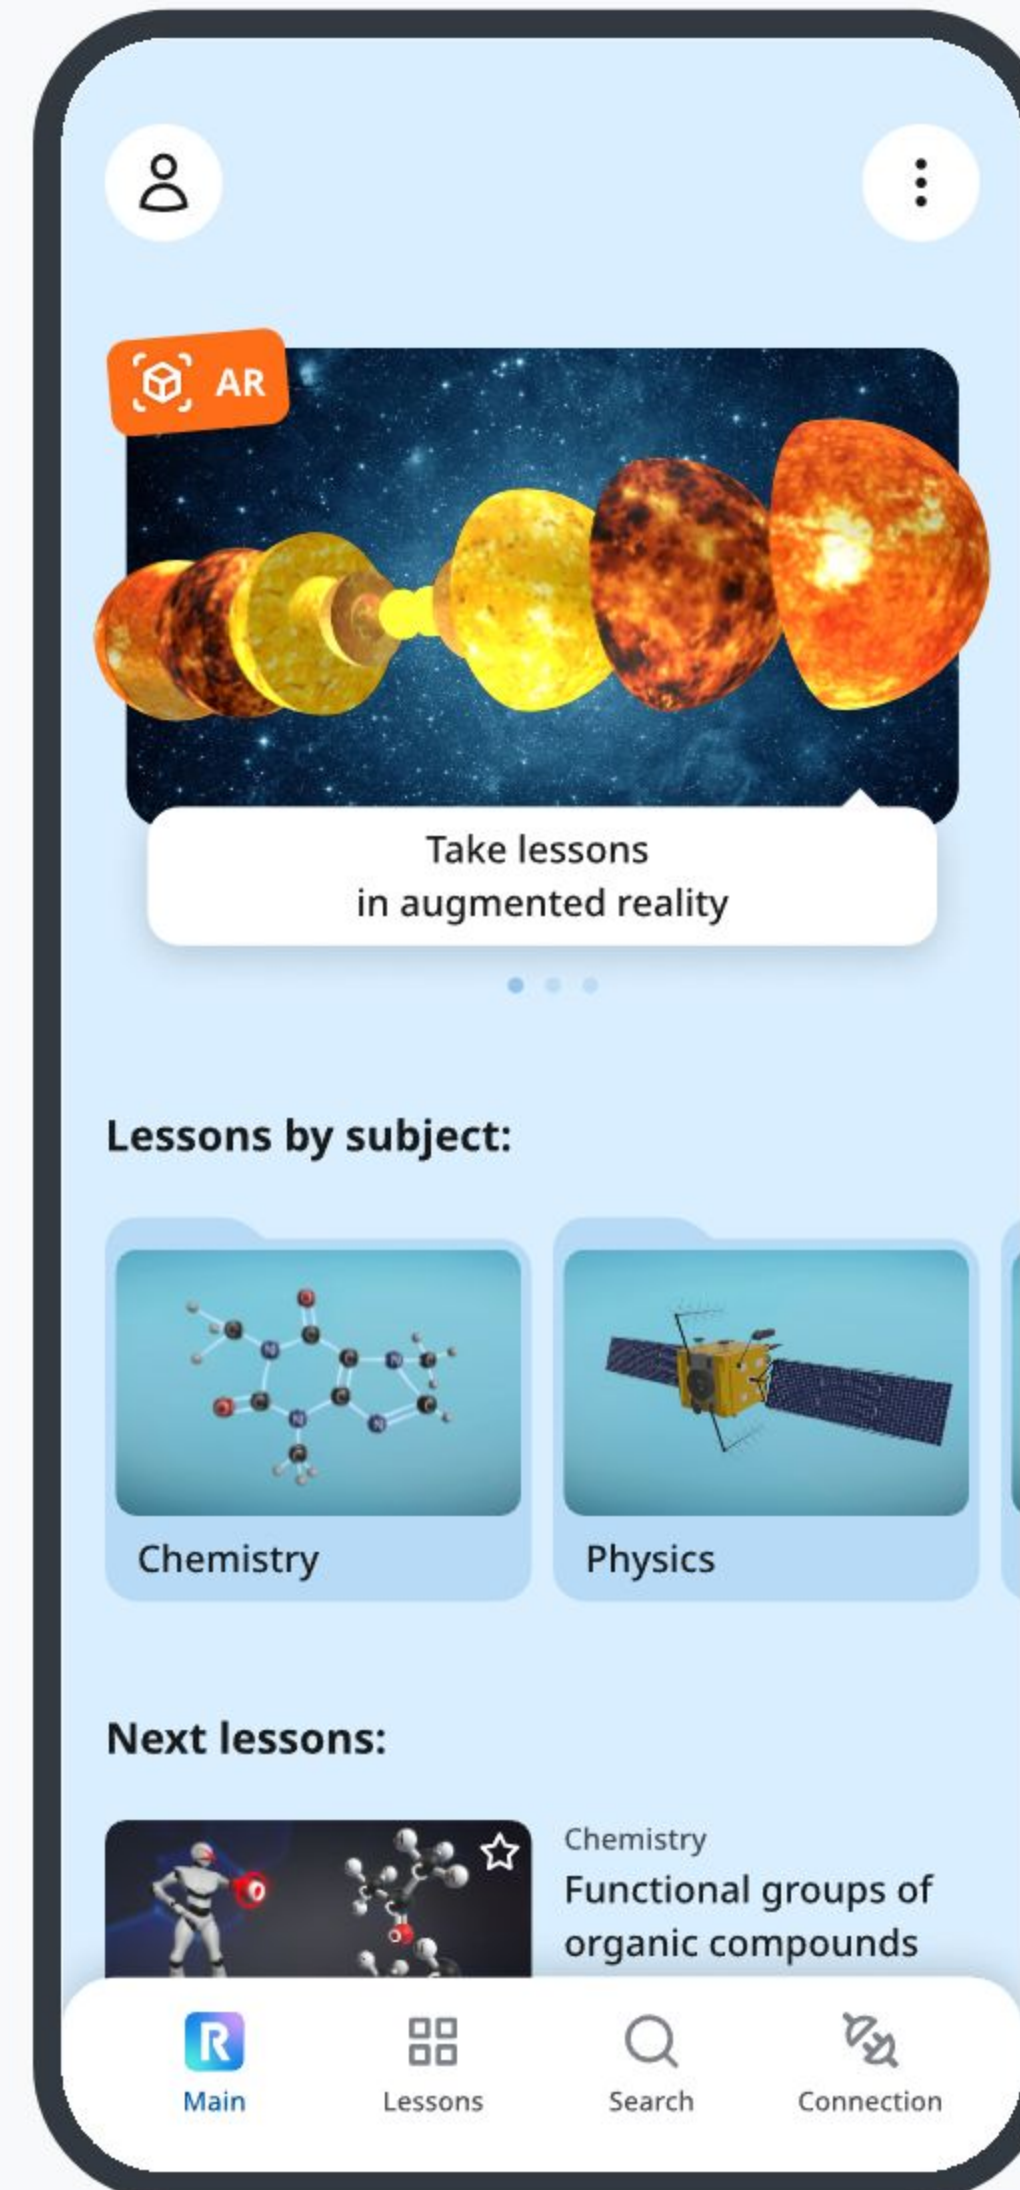 AR
Take lessons
in augmented reality
Lessons by subject:
Chemistry
Physics
Next lessons:
Chemistry
Functional groups of
organic compounds
Main
Lessons
Search
Connection